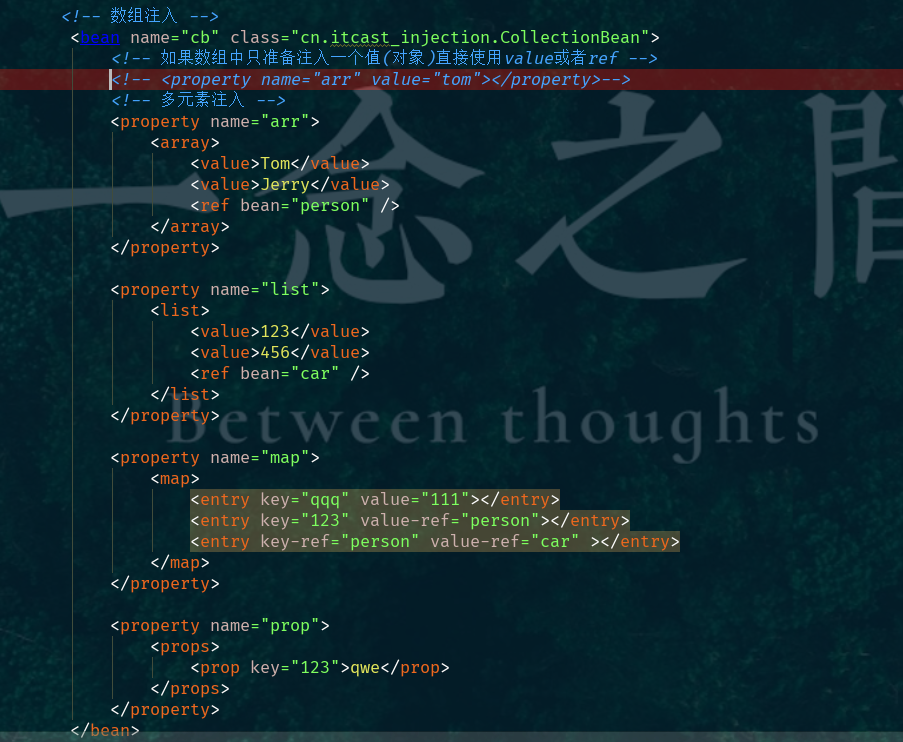 <!-- 数组注入 -->
<bean name="cb" class="cn.itcast_injection.CollectionBean">
<!-- 如果数组中只准备注入一个值(对象)直接使用value或者ref -->
<!-- <property name="arr" value="tom"></property>-->
<!-- 多元素注入 -->
<property name="arr">
<array>
<value>Tom</value>
<value>Jerry</value>
<ref bean="person" />
</array>
</property>
<property name="list">
<list>
<value>123</value>
<value>456</value>
<ref bean="car" />
</list>
</property>
<property name="map">
<map>
<entry key="qqq" value="111"></entry>
<entry key="123" value-ref="person"></entry>
<entry key-ref="person" value-ref="car" ></entry>
</map>
</property>
<property name="prop">
<props>
<prop key="123">qwe</prop>
</props>
</property>
</bean>
一念之間
Between thoughts